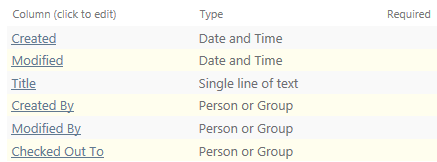 Column (click to edit) Type Required
Created Date and Time
Modified Date and Time
Title Single line of text
Created By Person or Group
Modified By Person or Group
Checked Out To Person or Group